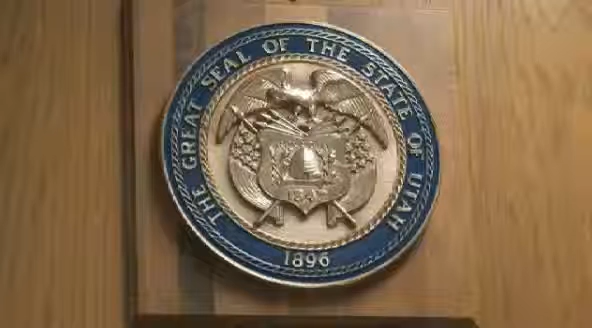 THE GREAT SEAL OF THE STATE OF UTAH
1847
1896